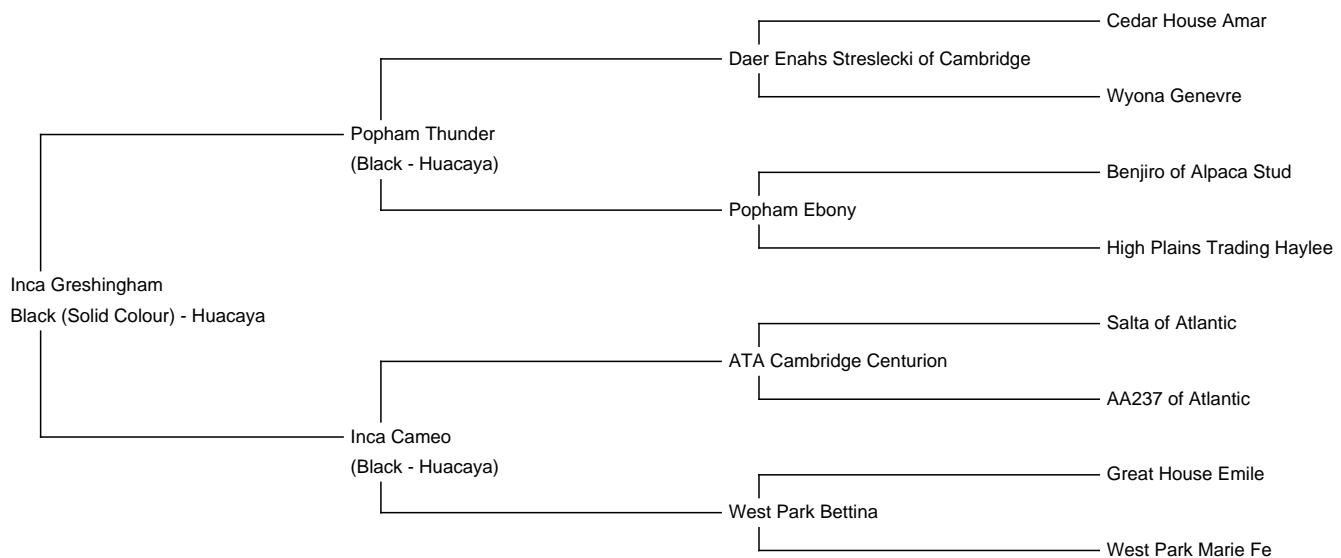 Cedar House Amar
Daer Enahs Streslecki of Cambridge
Wyona Genevre
Popham Thunder
(Black - Huacaya)
Benjiro of Alpaca Stud
Popham Ebony
High Plains Trading Haylee
Inca Greshingham
Black (Solid Colour) - Huacaya
Salta of Atlantic
ATA Cambridge Centurion
AA237 of Atlantic
Inca Cameo
(Black - Huacaya)
Great House Emile
West Park Bettina
West Park Marie Fe